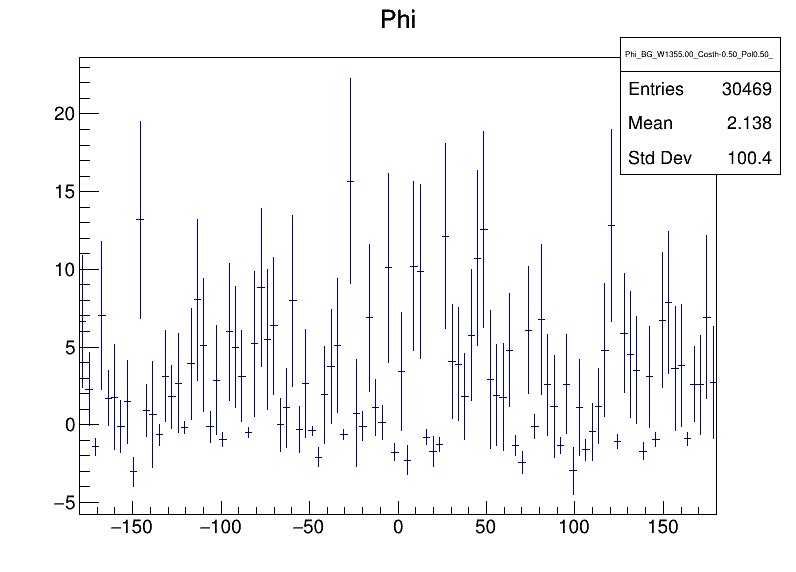 Phi
Phi_BG_W1355.00_Costh-0.50_Pol0.50_
Entries 30469
Mean 2.138
Std Dev 100.4
20
15
10
5
0
−5
−150 −100 −50 0 50 100 150